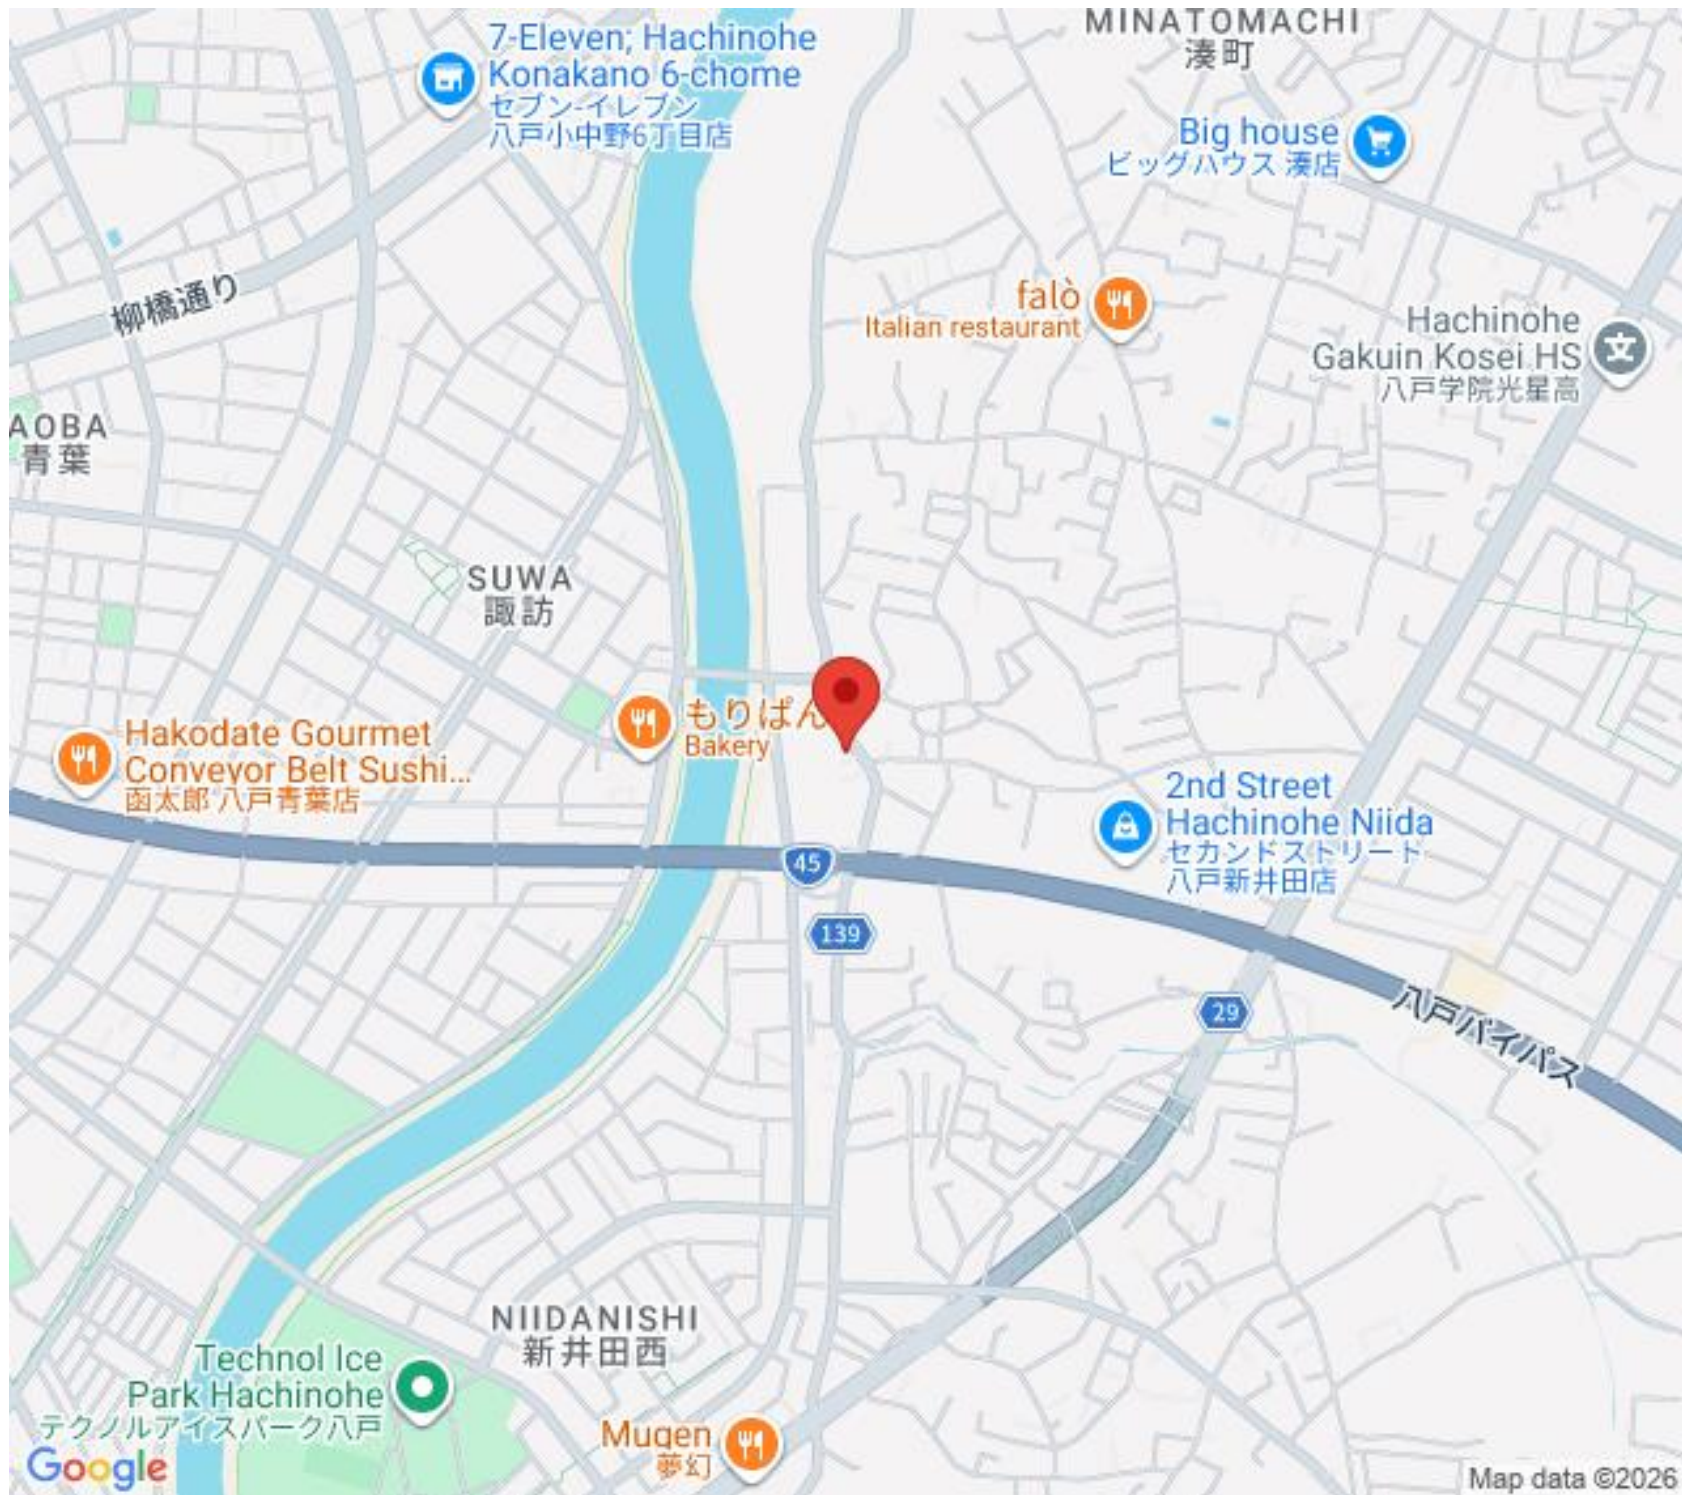 MINATOMACHI
湊町
7-Eleven; Hachinohe
Konakano 6-chome
セブン-イレブン
八戸小中野6丁目店
Big house
ビッグハウス 湊店
柳橋通り
falò
Italian restaurant
Hachinohe
Gakuin Kosei HS
八戸学院光星高
AOBA
青葉
SUWA
諏訪
もりぱん
Bakery
Hakodate Gourmet
Conveyor Belt Sushi...
函太郎 八戸青葉店
2nd Street
Hachinohe Niida
セカンドストリート
八戸新井田店
45
139
29
八戸バイパス
NIIDANISHI
新井田西
Technol Ice
Park Hachinohe
テクノルアイスパーク八戸
Mugen
夢幻
Google
Map data ©2026